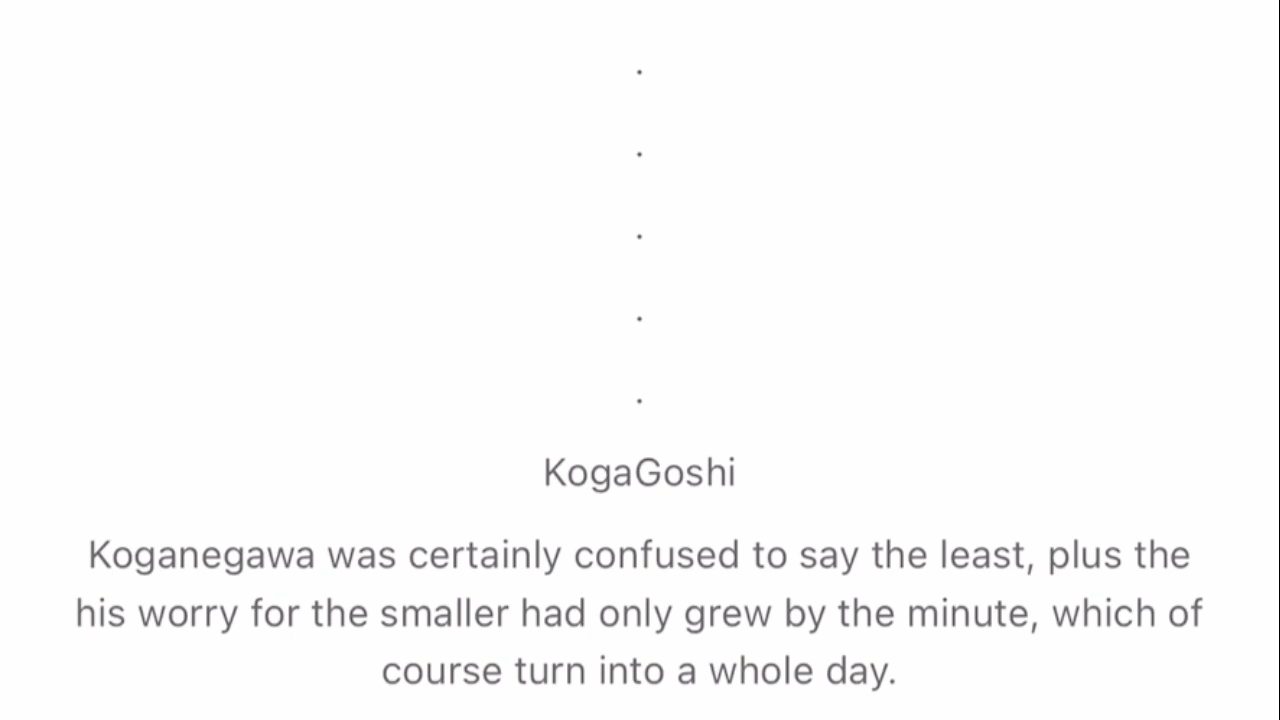 .
.
.
.
.
KogaGoshi
Koganegawa was certainly confused to say the least, plus the
his worry for the smaller had only grew by the minute, which of
course turn into a whole day.